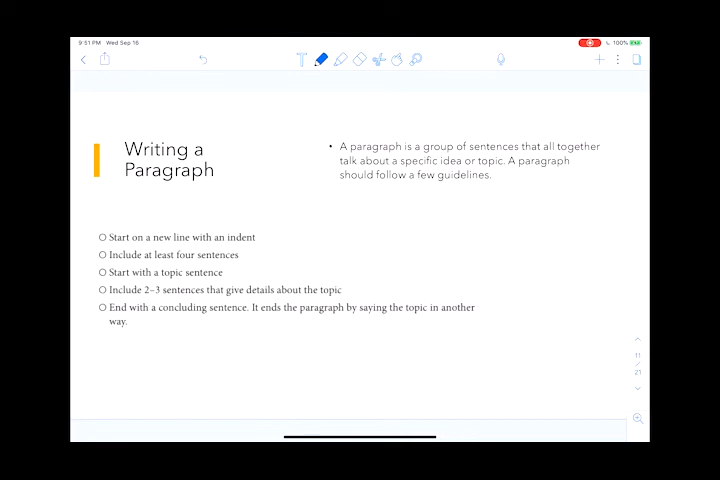 9:51 PM Wed Sep 16
100%
Writing a
Paragraph
• A paragraph is a group of sentences that all together
talk about a specific idea or topic. A paragraph
should follow a few guidelines.
Start on a new line with an indent
Include at least four sentences
Start with a topic sentence
Include 2–3 sentences that give details about the topic
End with a concluding sentence. It ends the paragraph by saying the topic in another
way.
11
/
21